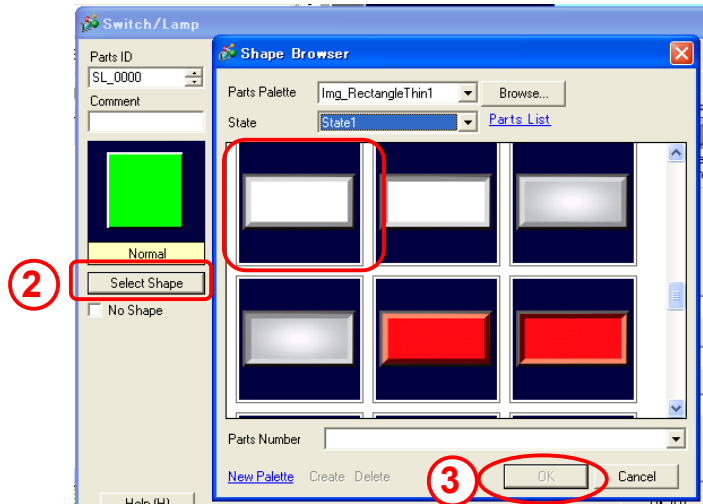 Switch/Lamp
Parts ID
SL_0000
Comment
Normal
② Select Shape
No Shape
Help (H)
Shape Browser
Parts Palette Img_RectangleThin1 Browse...
State State1 Parts List
Parts Number
New Palette Create Delete ③ OK Cancel